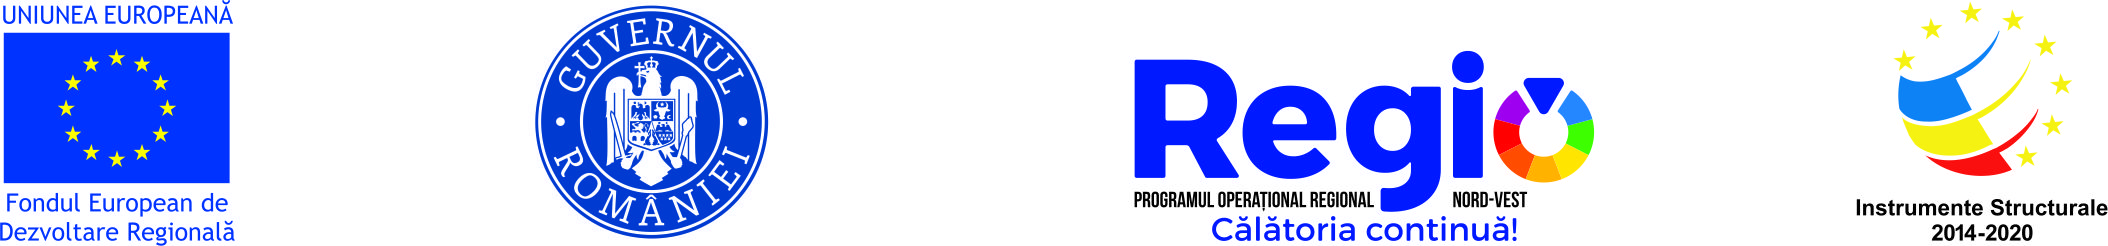 UNIUNEA EUROPEANĂ
Fondul European de
Dezvoltare Regională
GUVERNUL
ROMÂNIEI
Regio
PROGRAMUL OPERAȚIONAL REGIONAL NORD-VEST
Călătoria continuă!
Instrumente Structurale
2014-2020